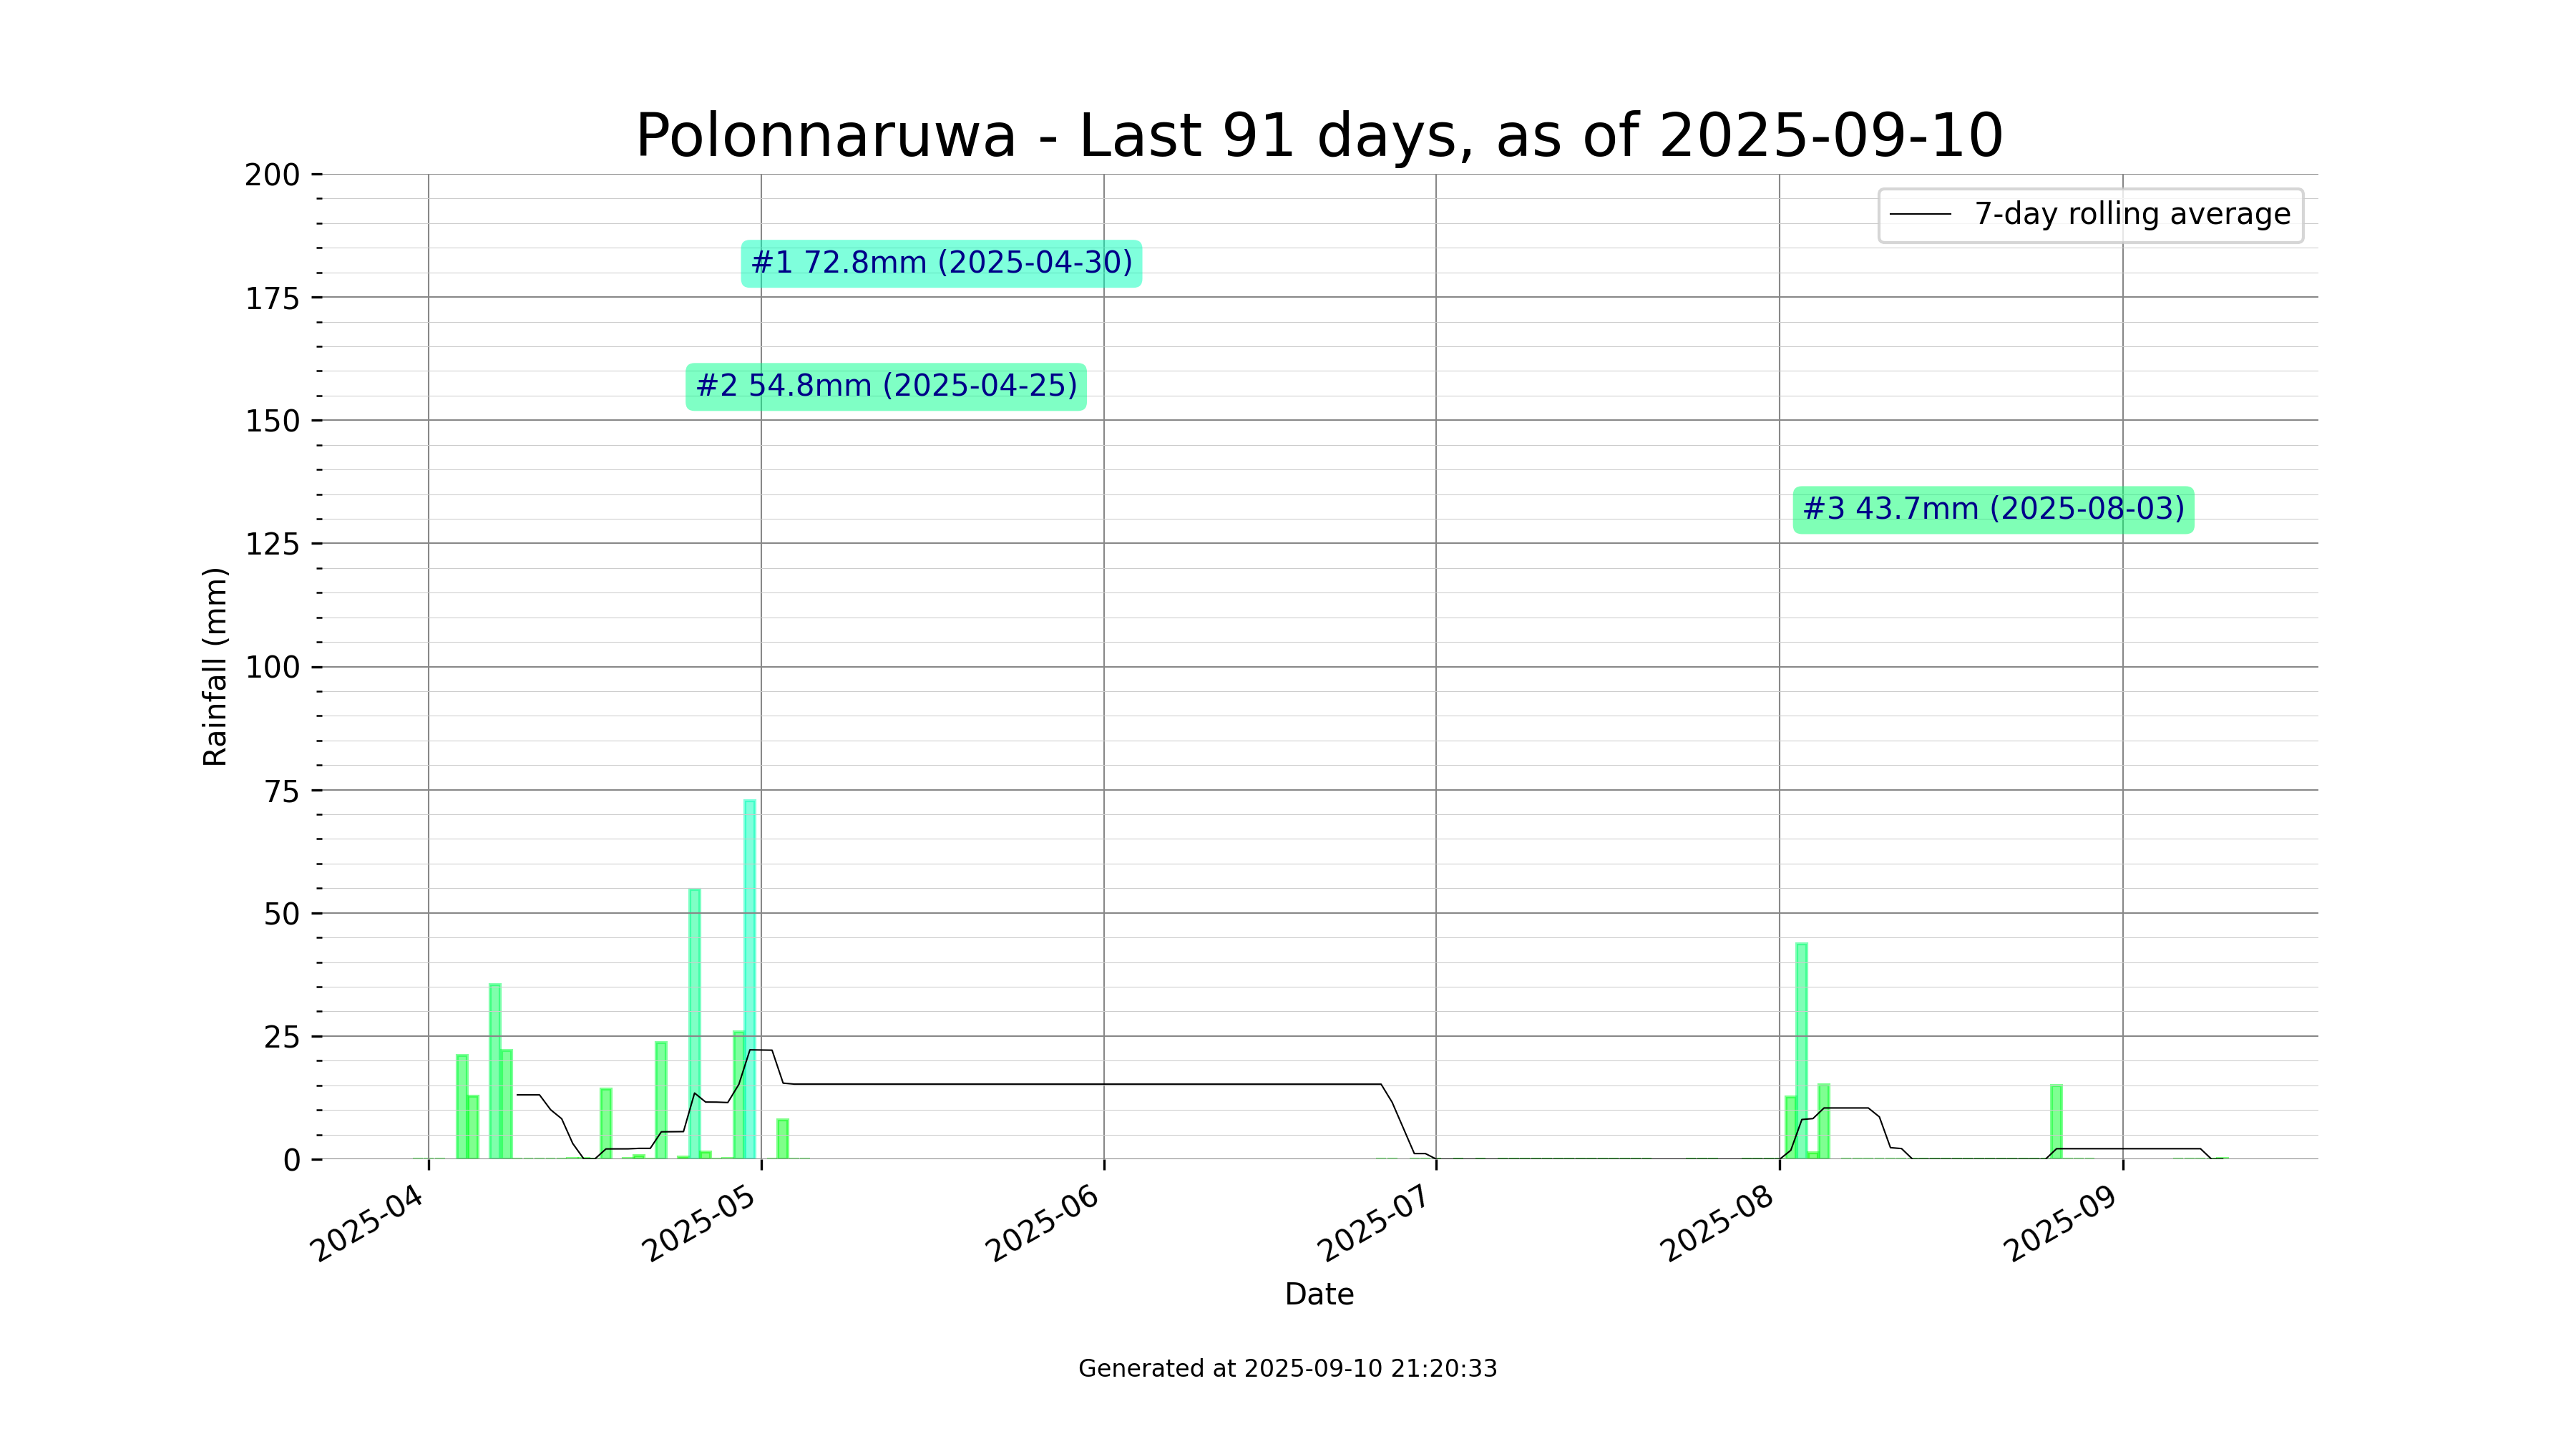 Polonnaruwa - Last 91 days, as of 2025-09-10
200
175
150
125
100
75
50
25
0
Rainfall (mm)
7-day rolling average
#1 72.8mm (2025-04-30)
#2 54.8mm (2025-04-25)
#3 43.7mm (2025-08-03)
2025-04
2025-05
2025-06
2025-07
2025-08
2025-09
Date
Generated at 2025-09-10 21:20:33